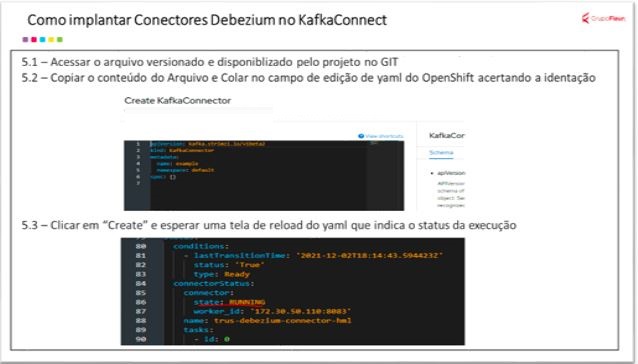 Como implantar Conectores Debezium no KafkaConnect
GrupoFleury
5.1 – Acessar o arquivo versionado e disponiblizado pelo projeto no GIT
5.2 – Copiar o conteúdo do Arquivo e Colar no campo de edição de yaml do OpenShift acertando a identação
Create KafkaConnector
View shortcuts
KafkaCor
Schema
1 apiVersion: kafka.strimzi.io/v1beta2
2 kind: KafkaConnector
3 metadata:
4 name: example
5 namespace: default
6 spec: {}
7
• apiVersion
APIVersion
schema of
object. Ser
recognized
5.3 – Clicar em “Create” e esperar uma tela de reload do yaml que indica o status da execução
80 conditions:
81 - lastTransitionTime: '2021-12-02T18:14:43.594423Z'
82 status: 'True'
83 type: Ready
84 connectorStatus:
85 connector:
86 state: RUNNING
87 worker_id: '172.30.50.110:8083'
88 name: trus-debezium-connector-hml
89 tasks:
90 - id: 0